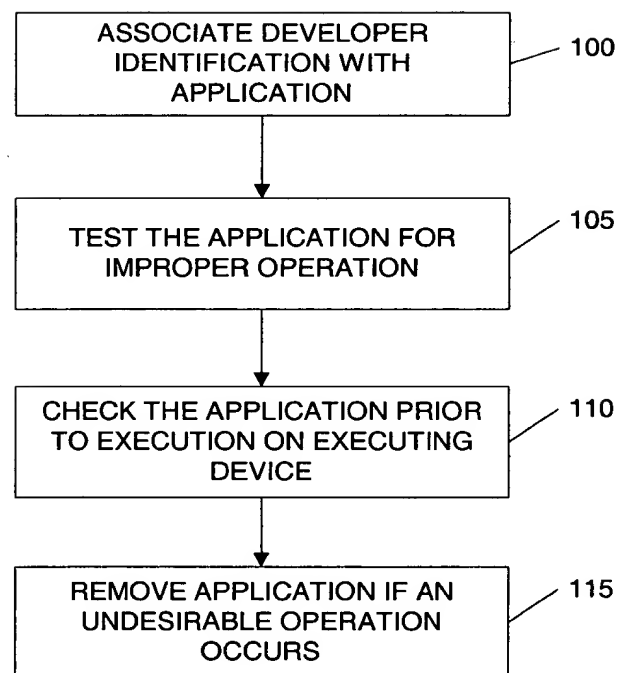 ASSOCIATE DEVELOPER
IDENTIFICATION WITH
APPLICATION
100
TEST THE APPLICATION FOR
IMPROPER OPERATION
105
CHECK THE APPLICATION PRIOR
TO EXECUTION ON EXECUTING
DEVICE
110
REMOVE APPLICATION IF AN
UNDESIRABLE OPERATION
OCCURS
115